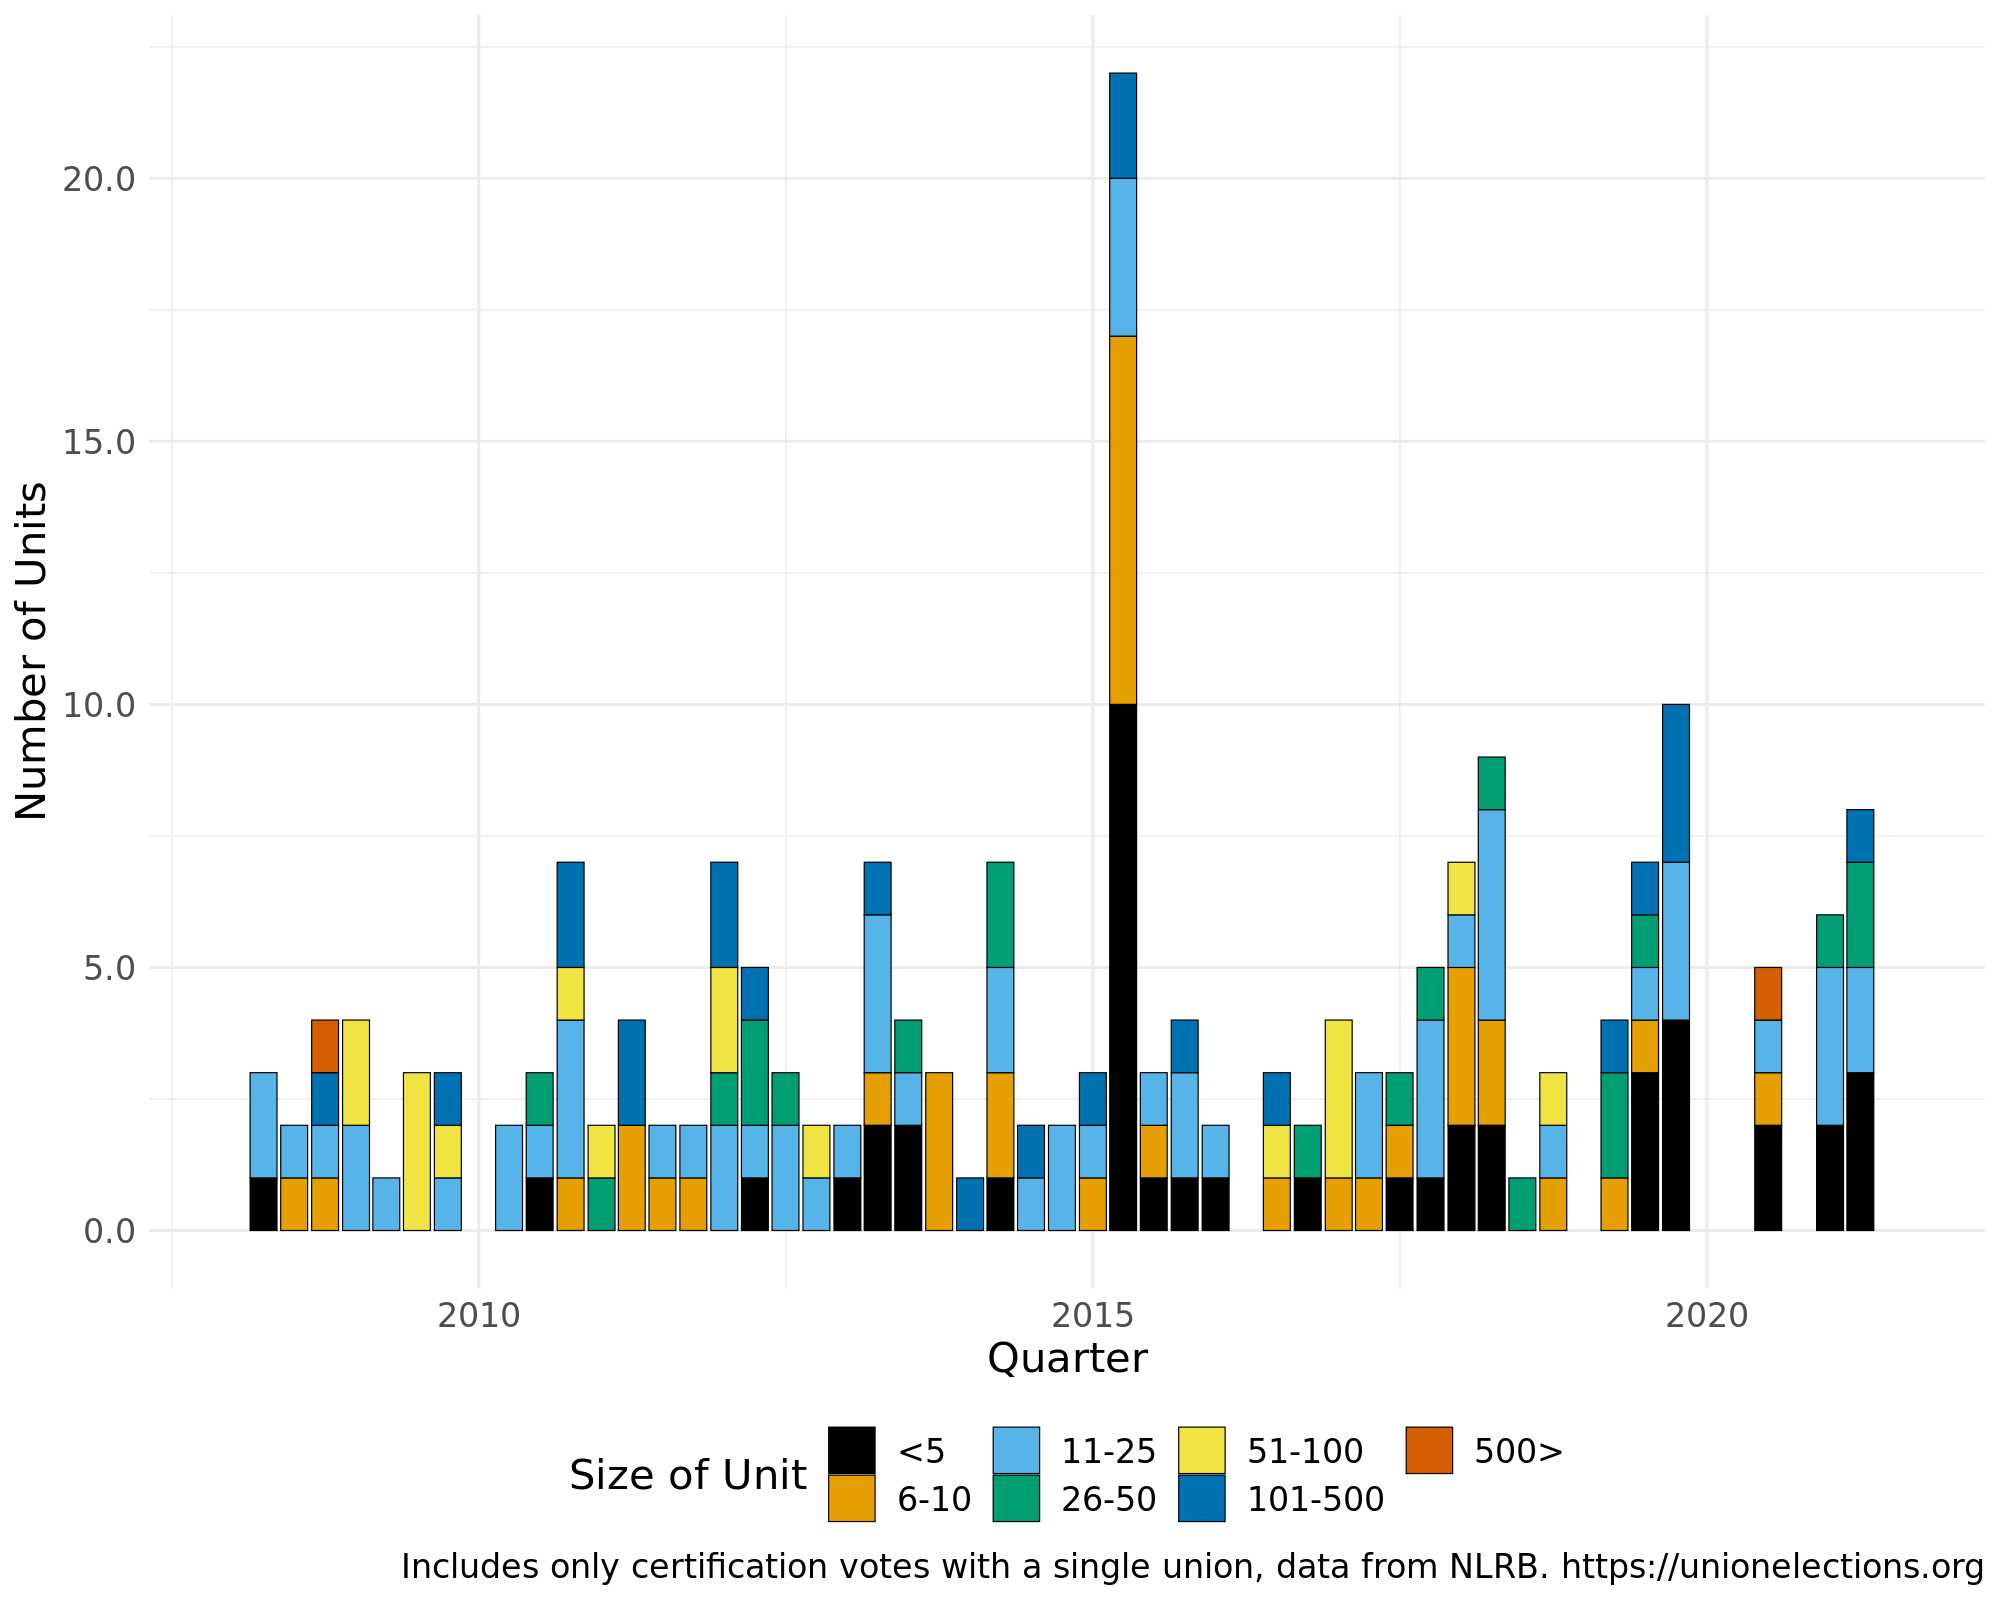 20.0
15.0
10.0
5.0
0.0
Number of Units
2010 2015 2020
Quarter
Size of Unit
<5 11-25 51-100 500>
6-10 26-50 101-500
Includes only certification votes with a single union, data from NLRB. https://unionelections.org